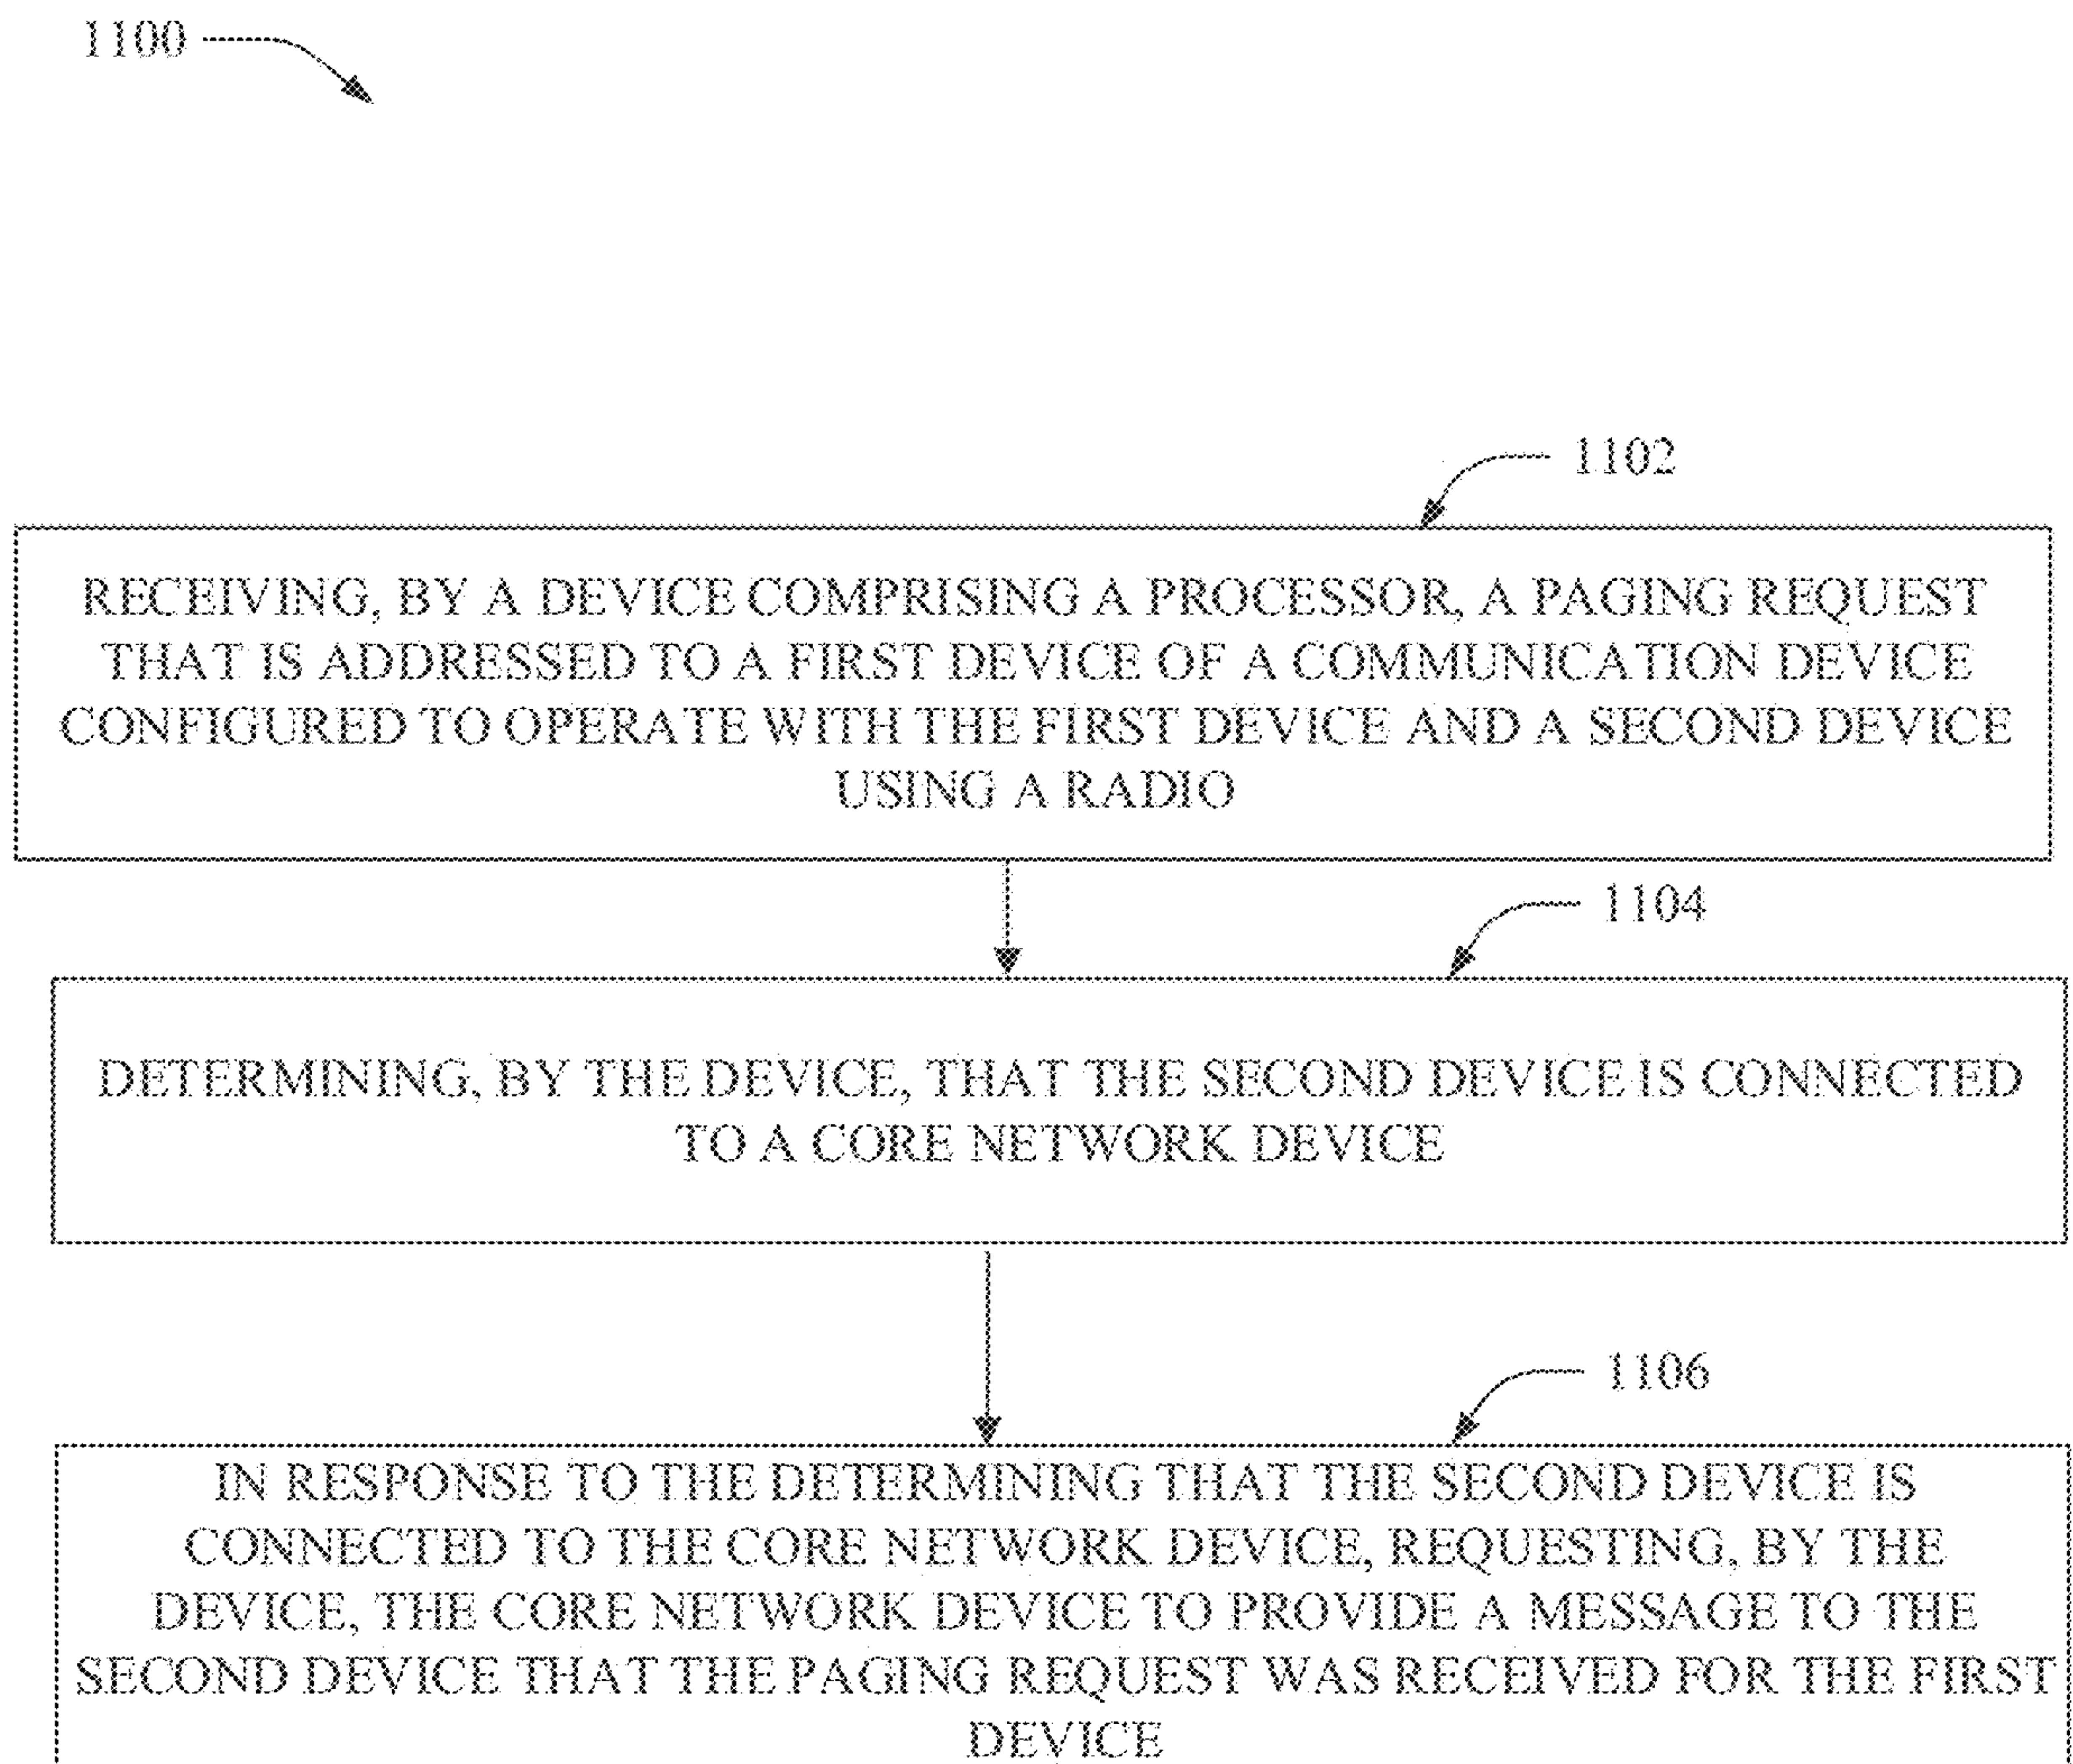 1100
1102
RECEIVING, BY A DEVICE COMPRISING A PROCESSOR, A PAGING REQUEST
THAT IS ADDRESSED TO A FIRST DEVICE OF A COMMUNICATION DEVICE
CONFIGURED TO OPERATE WITH THE FIRST DEVICE AND A SECOND DEVICE
USING A RADIO
1104
DETERMINING, BY THE DEVICE, THAT THE SECOND DEVICE IS CONNECTED
TO A CORE NETWORK DEVICE
1106
IN RESPONSE TO THE DETERMINING THAT THE SECOND DEVICE IS
CONNECTED TO THE CORE NETWORK DEVICE, REQUESTING, BY THE
DEVICE, THE CORE NETWORK DEVICE TO PROVIDE A MESSAGE TO THE
SECOND DEVICE THAT THE PAGING REQUEST WAS RECEIVED FOR THE FIRST
DEVICE